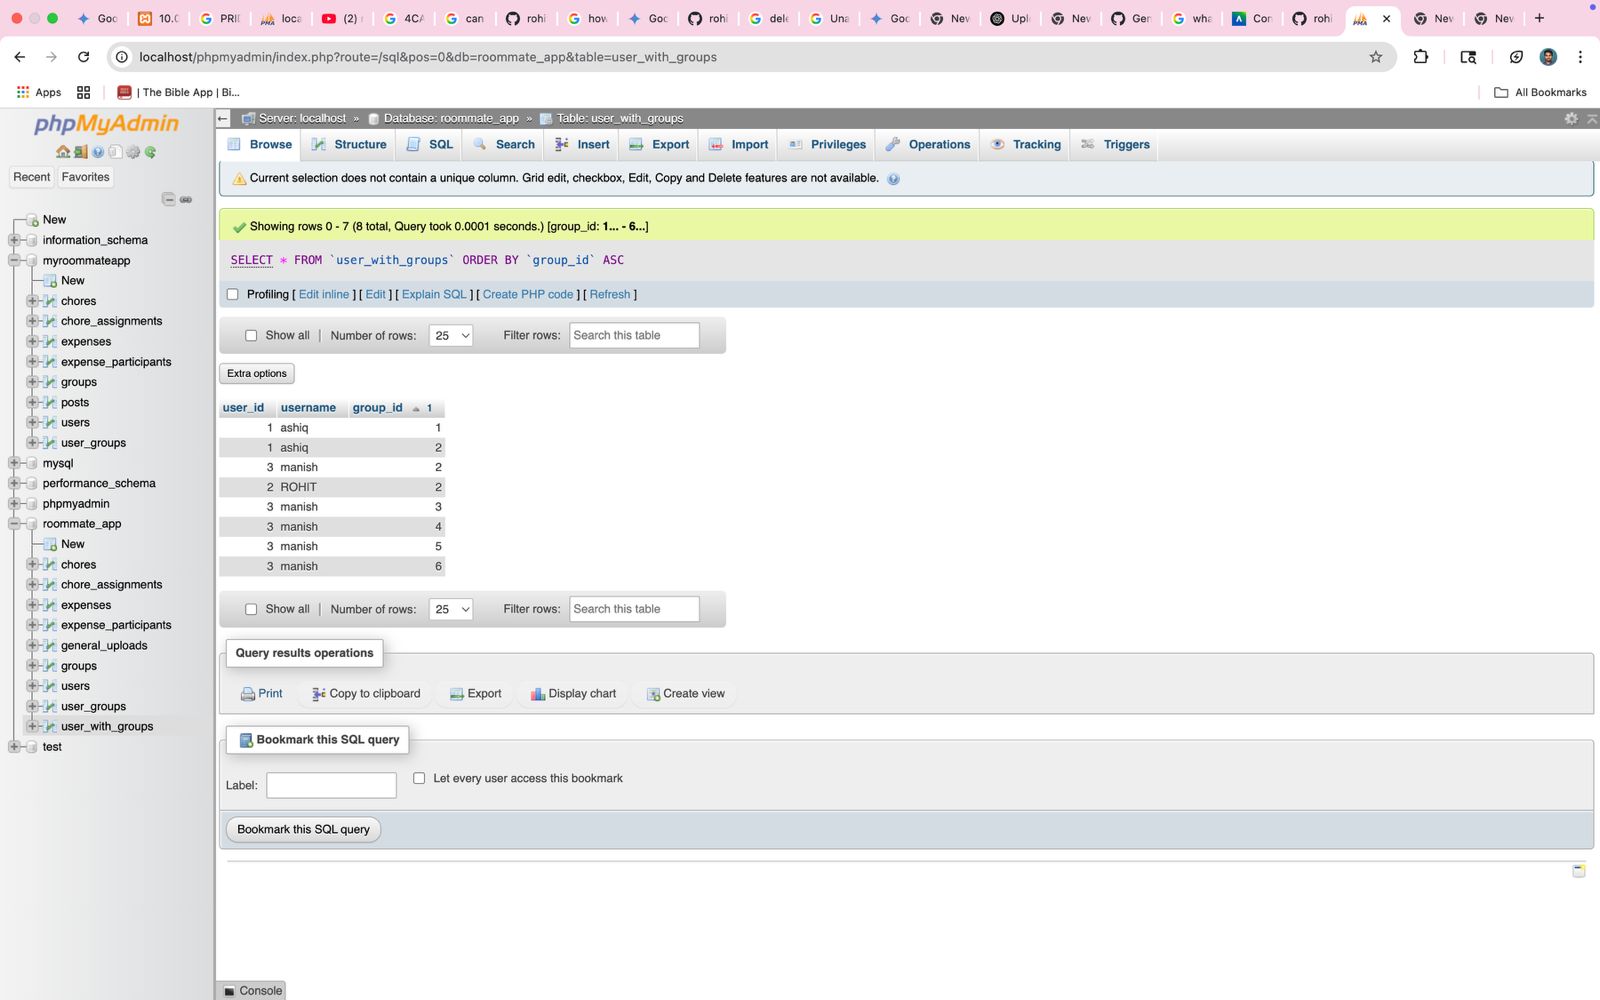 Goo
10.(
PRI(
loca
(2) r
4CA
can
rohi
how
Goc
rohi
dele
Una
Goc
Nev
Uplo
Nev
Ger
wha
Con
rohi
Nev
Nev
localhost/phpmyadmin/index.php?route=/sql&pos=0&db=roommate_app&table=user_with_groups
Apps
| The Bible App | Bi...
All Bookmarks
phpMyAdmin
Recent Favorites
New
information_schema
myroommateapp
New
chores
chore_assignments
expenses
expense_participants
groups
posts
users
user_groups
mysql
performance_schema
phpmyadmin
roommate_app
New
chores
chore_assignments
expenses
expense_participants
general_uploads
groups
users
user_groups
user_with_groups
test
Server: localhost » Database: roommate_app » Table: user_with_groups
Browse Structure SQL Search Insert Export Import Privileges Operations Tracking Triggers
Current selection does not contain a unique column. Grid edit, checkbox, Edit, Copy and Delete features are not available.
Showing rows 0 - 7 (8 total, Query took 0.0001 seconds.) [group_id: 1... - 6...]
SELECT * FROM `user_with_groups` ORDER BY `group_id` ASC
Profiling [ Edit inline ] [ Edit ] [ Explain SQL ] [ Create PHP code ] [ Refresh ]
Show all | Number of rows: 25 Filter rows: Search this table
Extra options
user_id username group_id 1
1 ashiq 1
1 ashiq 2
3 manish 2
2 ROHIT 2
3 manish 3
3 manish 4
3 manish 5
3 manish 6
Show all | Number of rows: 25 Filter rows: Search this table
Query results operations
Print Copy to clipboard Export Display chart Create view
Bookmark this SQL query
Label: Let every user access this bookmark
Bookmark this SQL query
Console